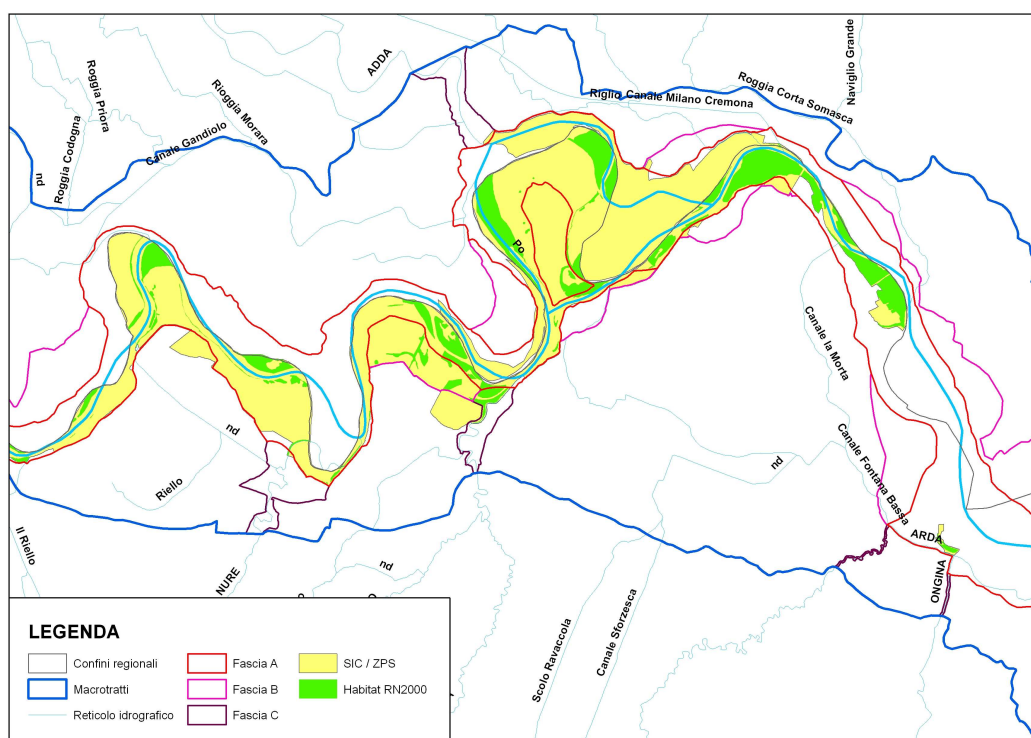 ADDA
Naviglio Grande
Roggia Priora
Rioggia Morara
Riglio Canale Milano Cremona
Roggia Corta Somasca
Roggia Codogna
Canale Gandiolo
nd
Po
Canale la Morta
nd
nd
Canale Fontana Bassa
Riello
ARDA
Il Riello
nd
NURE
ONGINA
Scolo Ravaccola
Canale Sforzesca
LEGENDA
Confini regionali
Fascia A
SIC / ZPS
Macrotratti
Fascia B
Habitat RN2000
Reticolo idrografico
Fascia C